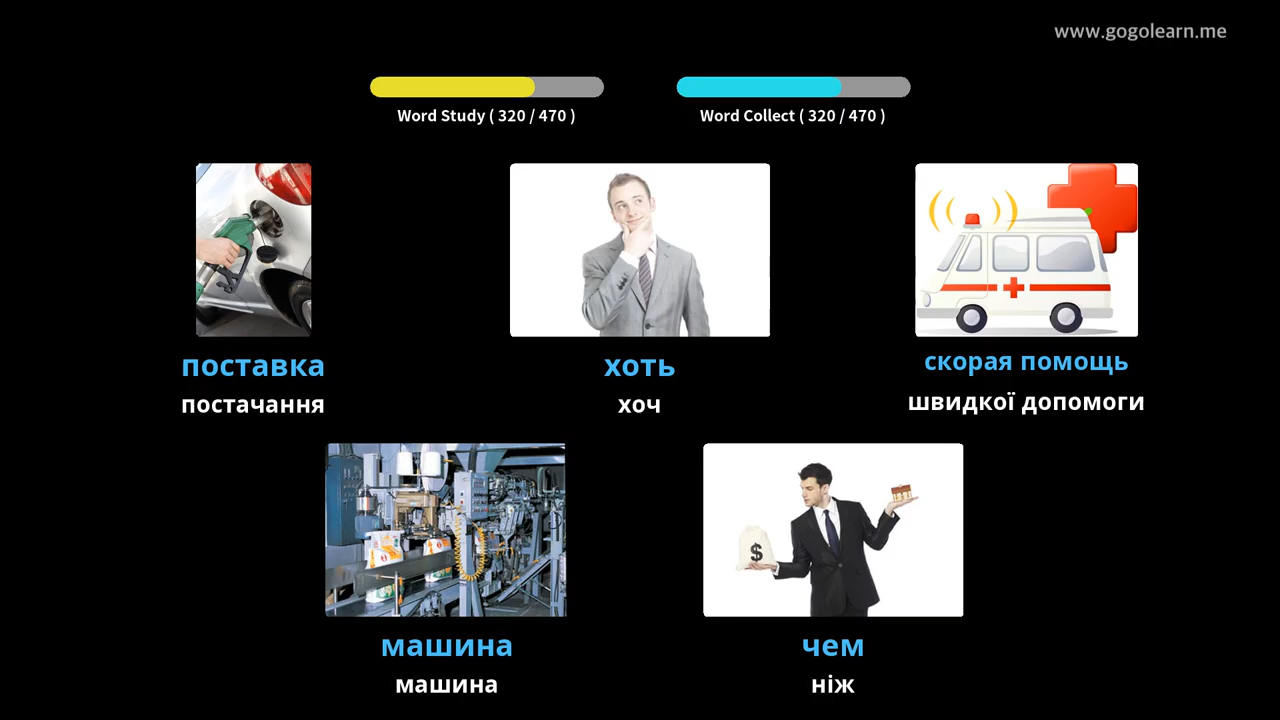 www.gogolearn.me
Word Study ( 320 / 470 )
Word Collect ( 320 / 470 )
поставка
постачання
хоть
хоч
скорая помощь
швидкої допомоги
$
машина
машина
чем
ніж